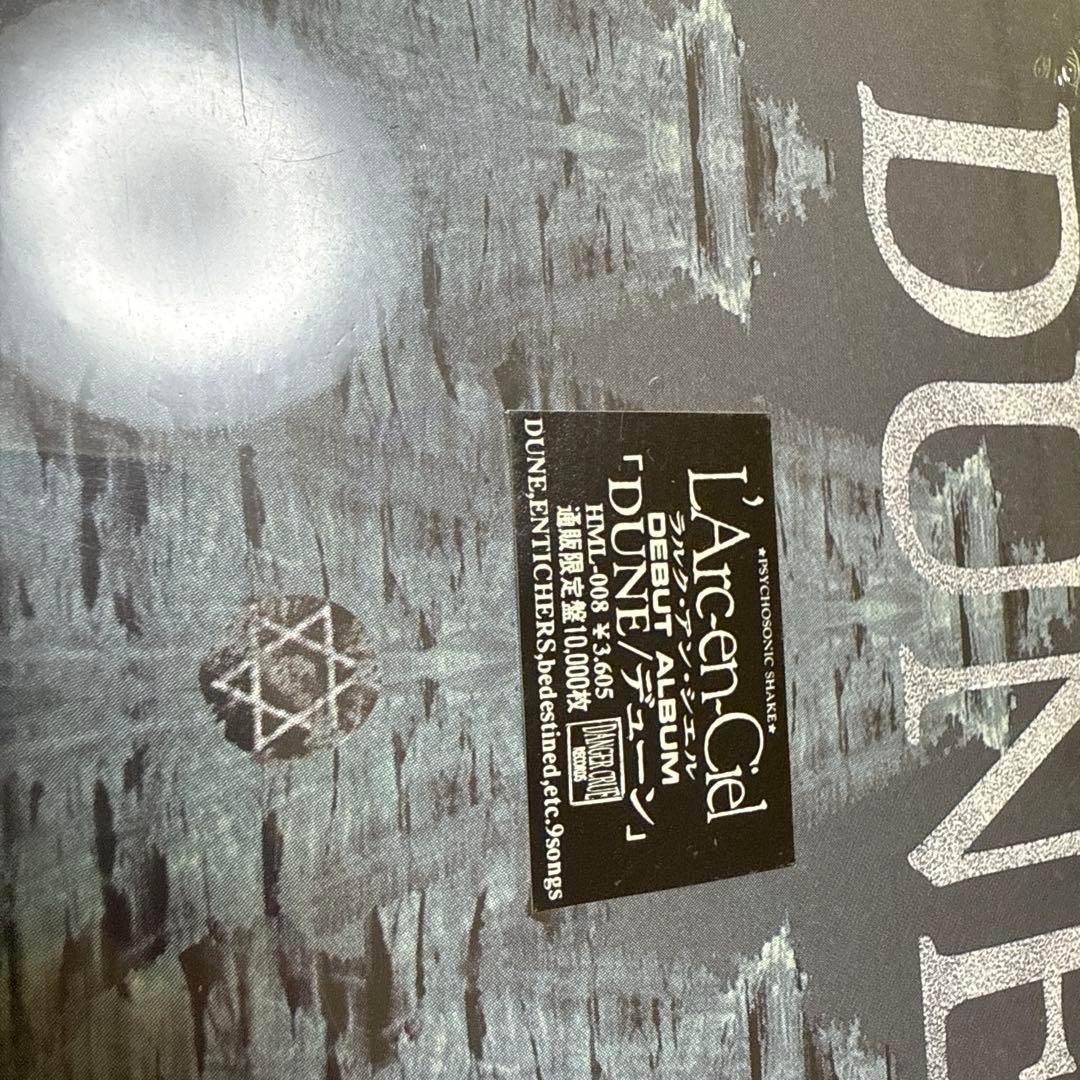 DUNE
★PSYCHOSONIC SHAKE★
L'Arc-en-Ciel
ラルク・アン・シエル
DEBUT ALBUM
「DUNE/デューン」
HML-008 ¥3.605
通販限定盤10,000枚
DANGER CRUE
RECORDS
DUNE,ENTICHERS,bedestined,etc.9songs